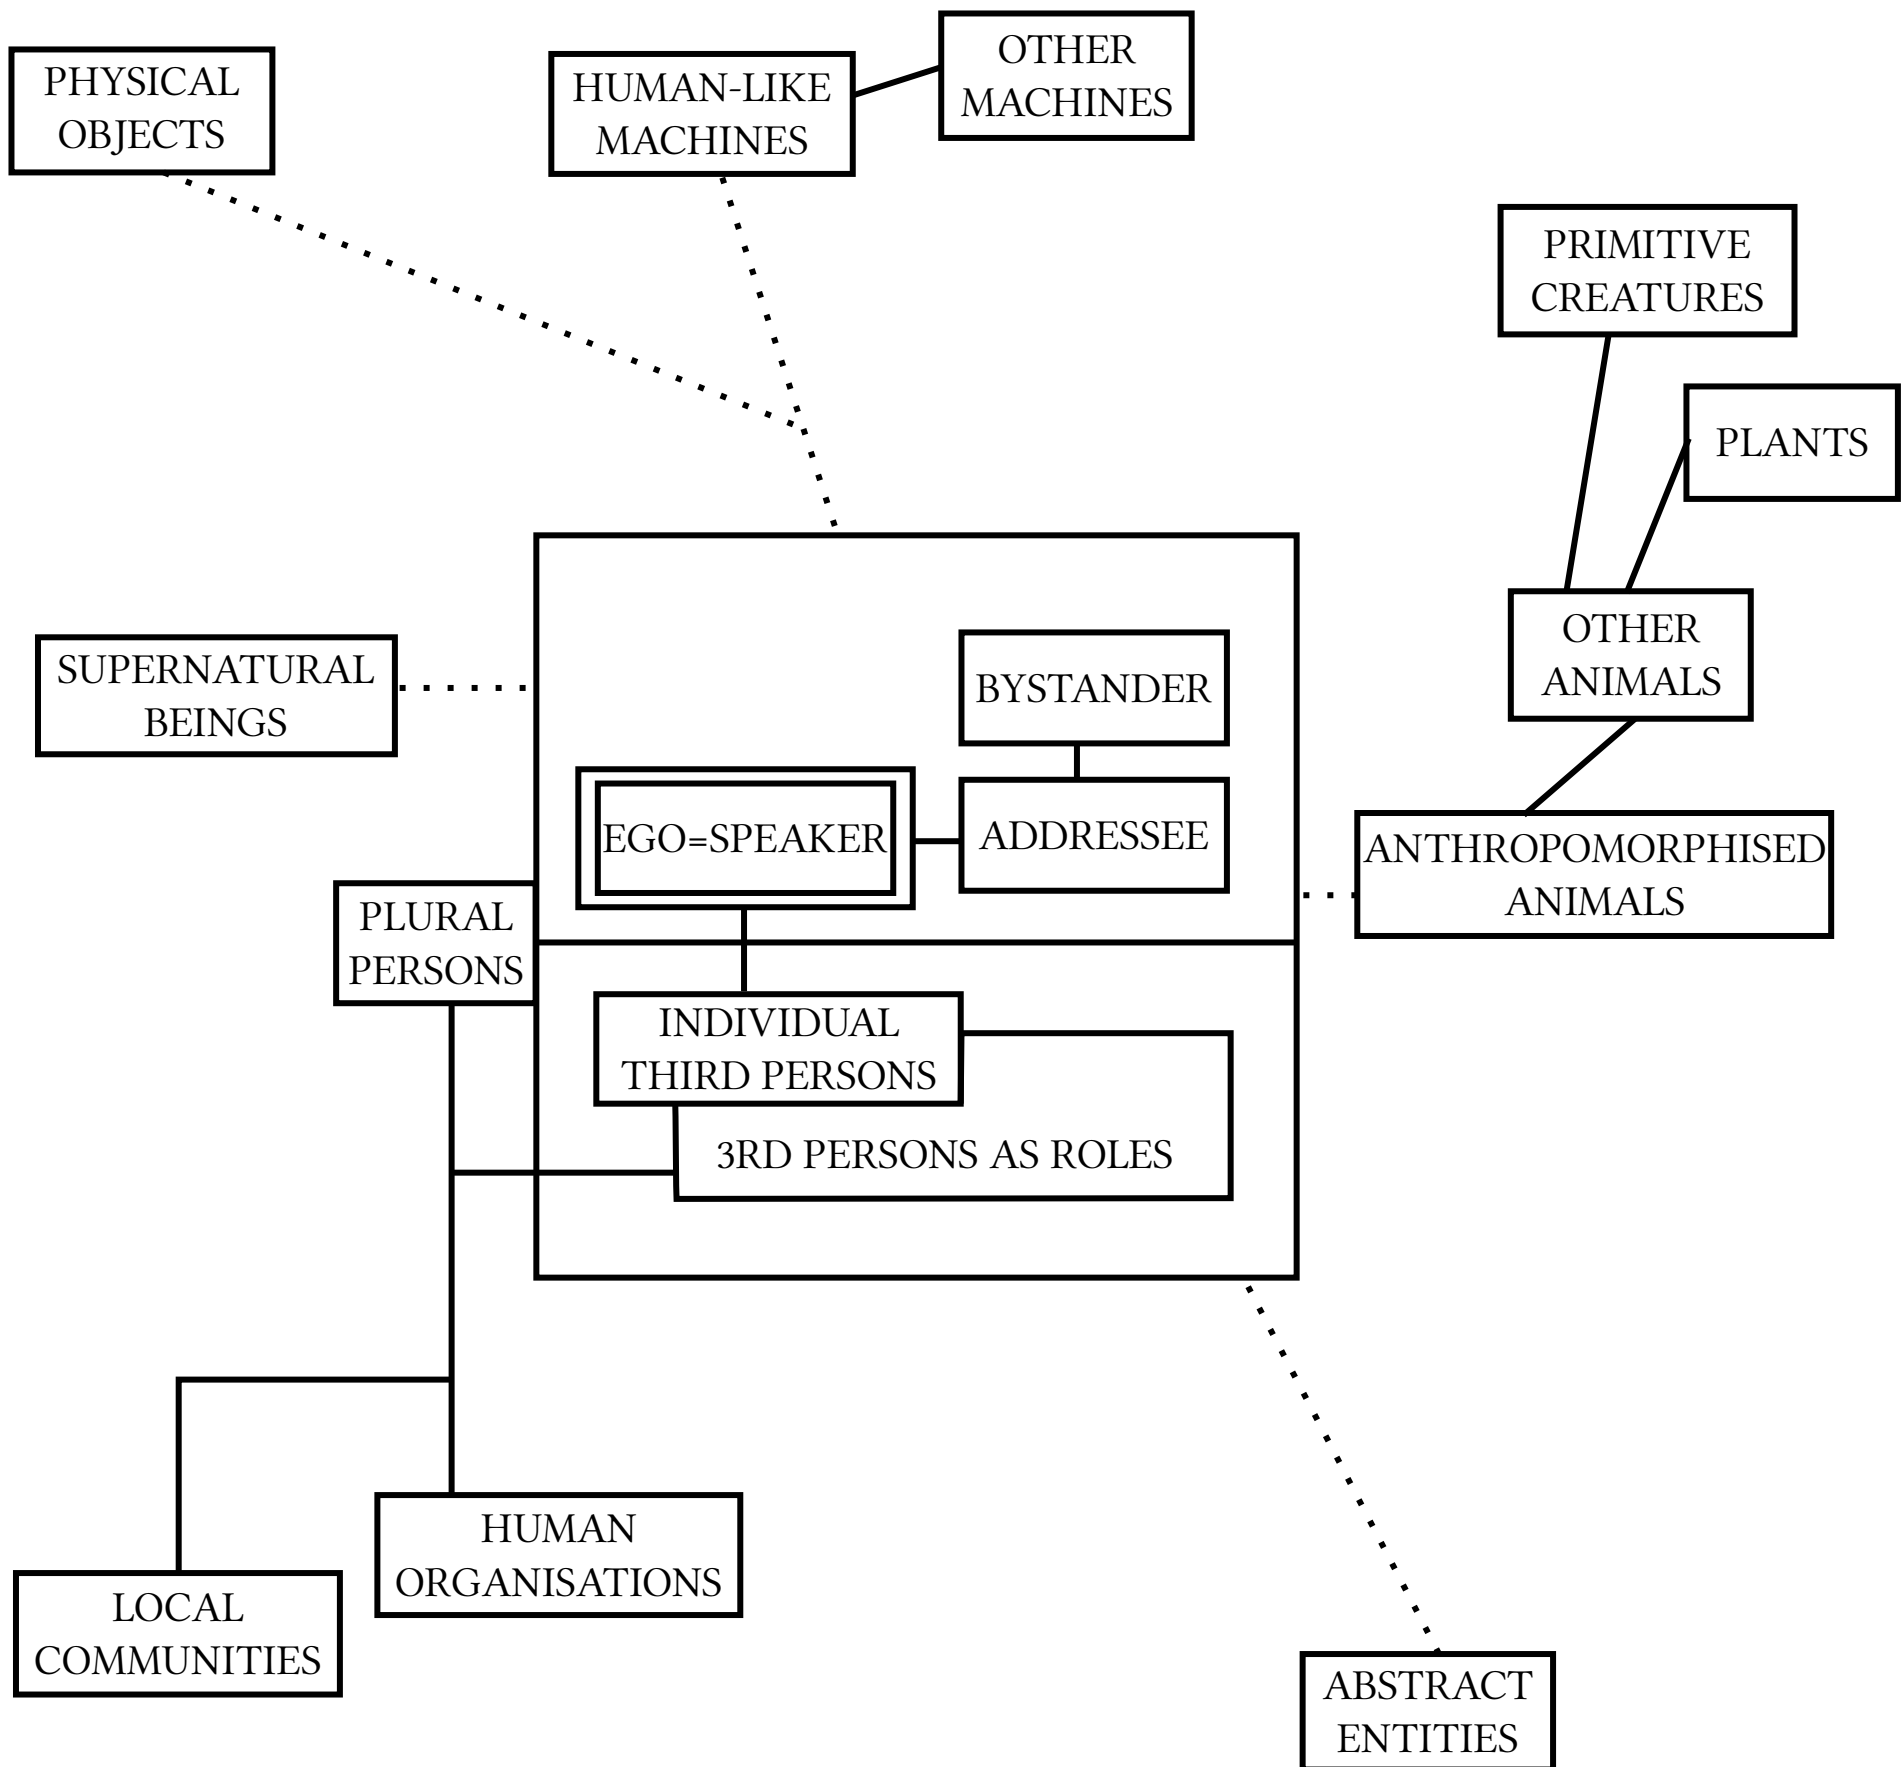 OTHER
MACHINES
PHYSICAL
OBJECTS
HUMAN-LIKE
MACHINES
PRIMITIVE
CREATURES
PLANTS
OTHER
ANIMALS
SUPERNATURAL
BEINGS
BYSTANDER
EGO=SPEAKER
ADDRESSEE
ANTHROPOMORPHISED
ANIMALS
PLURAL
PERSONS
INDIVIDUAL
THIRD PERSONS
3RD PERSONS AS ROLES
HUMAN
ORGANISATIONS
LOCAL
COMMUNITIES
ABSTRACT
ENTITIES